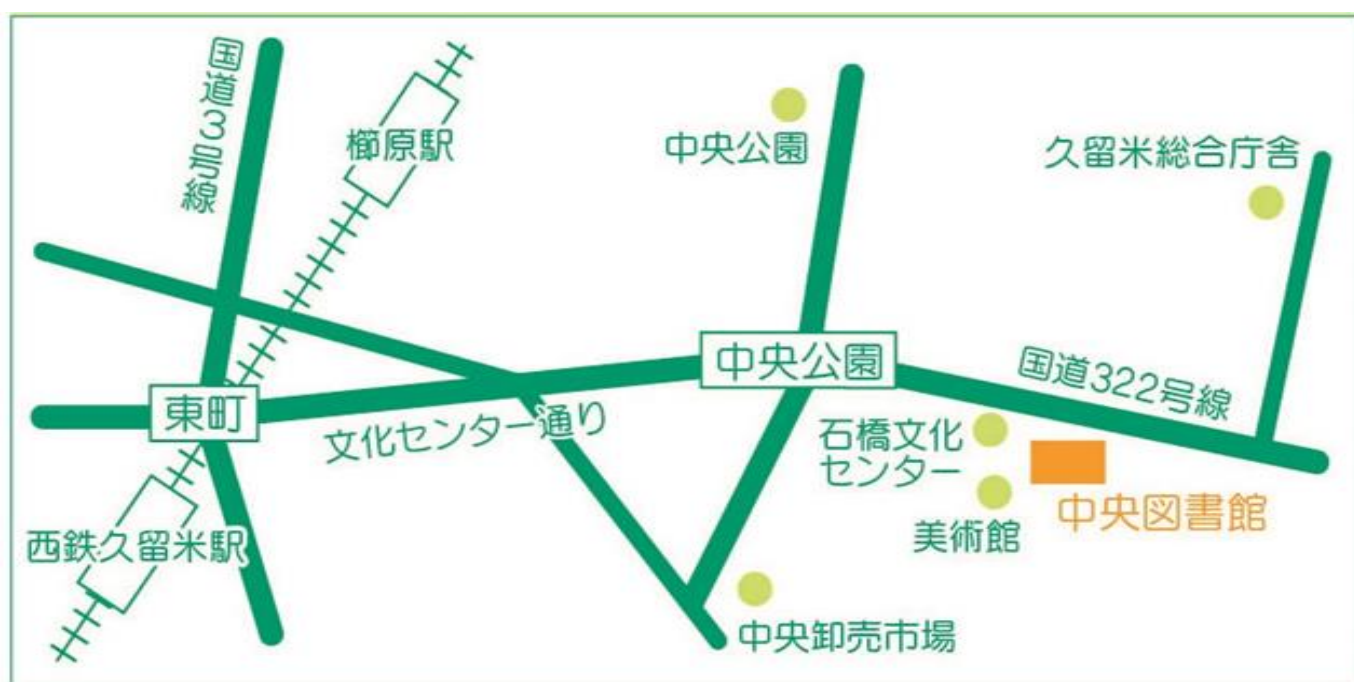 国道3号線
櫛原駅
中央公園
久留米総合庁舎
中央公園
国道322号線
東町
文化センター通り
石橋文化
センター
中央図書館
美術館
西鉄久留米駅
中央卸売市場